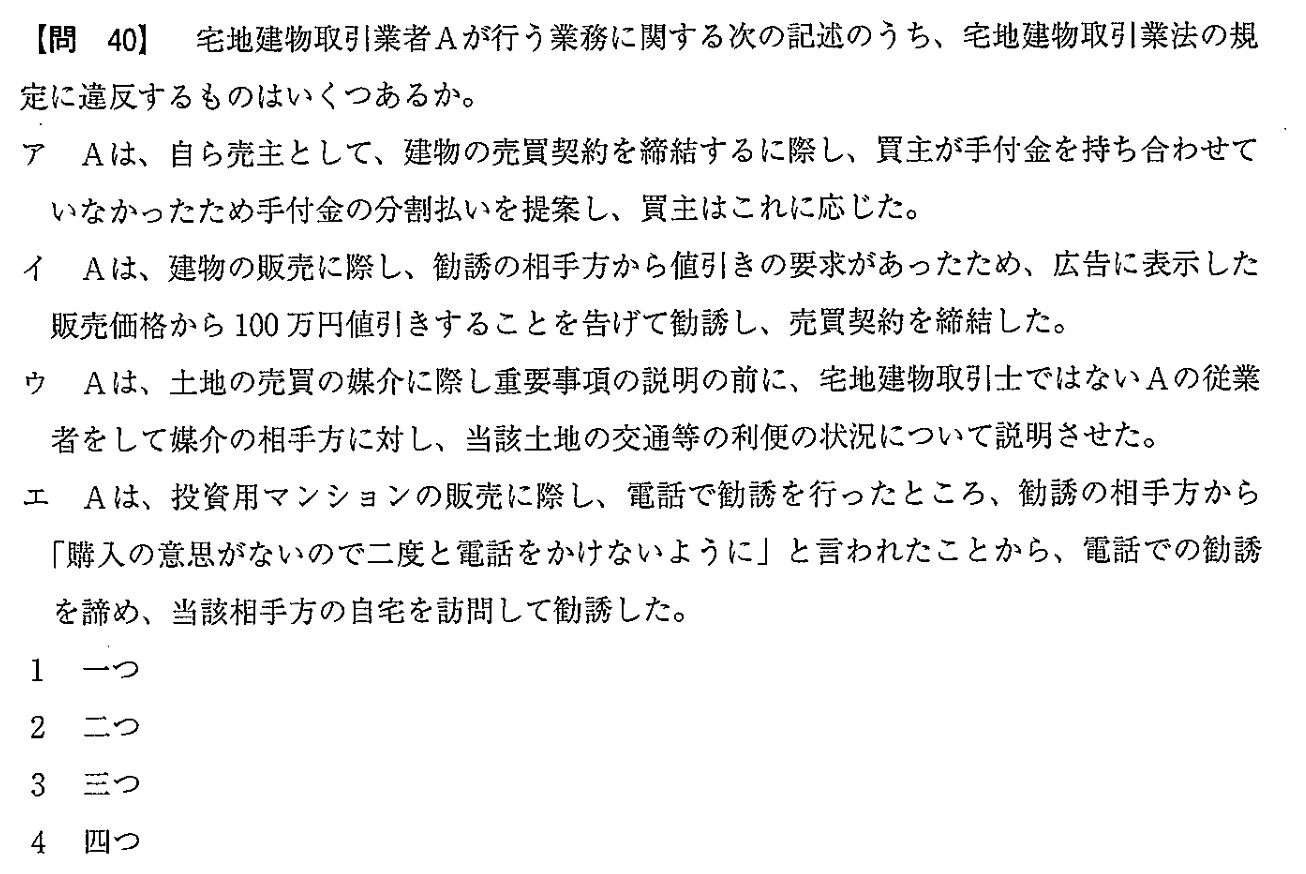 【問　40】　宅地建物取引業者Aが行う業務に関する次の記述のうち、宅地建物取引業法の規
定に違反するものはいくつあるか。
ア　Aは、自ら売主として、建物の売買契約を締結するに際し、買主が手付金を持ち合わせて
いなかったため手付金の分割払いを提案し、買主はこれに応じた。
イ　Aは、建物の販売に際し、勧誘の相手方から値引きの要求があったため、広告に表示した
販売価格から100万円値引きすることを告げて勧誘し、売買契約を締結した。
ウ　Aは、土地の売買の媒介に際し重要事項の説明の前に、宅地建物取引士ではないAの従業
者をして媒介の相手方に対し、当該土地の交通等の利便の状況について説明させた。
エ　Aは、投資用マンションの販売に際し、電話で勧誘を行ったところ、勧誘の相手方から
「購入の意思がないので二度と電話をかけないように」と言われたことから、電話での勧誘
を諦め、当該相手方の自宅を訪問して勧誘した。
1　一つ
2　二つ
3　三つ
4　四つ